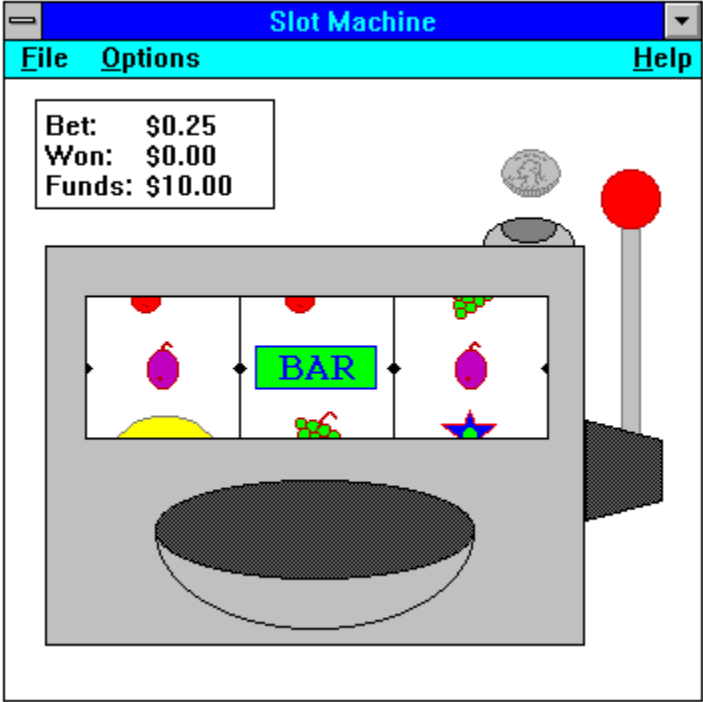 Slot Machine
File Options Help
Bet: $0.25
Won: $0.00
Funds: $10.00
BAR